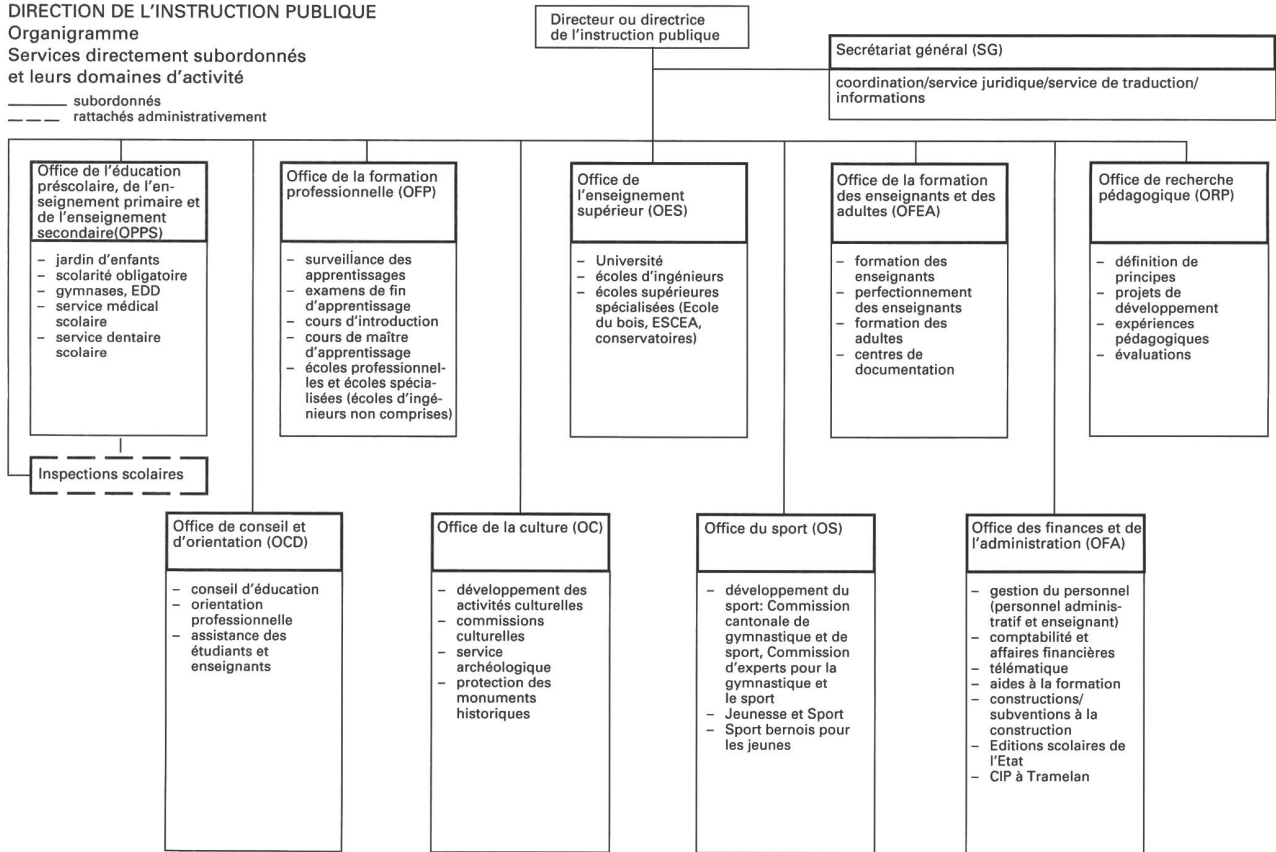 DIRECTION DE L'INSTRUCTION PUBLIQUE
Organigramme
Services directement subordonnés
et leurs domaines d'activité
subordonnés
rattachés administrativement
Directeur ou directrice
de l'instruction publique
Secrétariat général (SG)
coordination/service juridique/service de traduction/
informations
Office de l'éducation
préscolaire, de l'en-
seignement primaire et
de l'enseignement
secondaire(OPPS)
– jardin d'enfants
– scolarité obligatoire
– gymnases, EDD
– service médical
scolaire
– service dentaire
scolaire
Inspections scolaires
Office de la formation
professionnelle (OFP)
– surveillance des
apprentissages
– examens de fin
d'apprentissage
– cours d'introduction
– cours de maître
d'apprentissage
– écoles professionnel-
les et écoles spécia-
lisées (écoles d'ingé-
nieurs non comprises)
Office de
l'enseignement
supérieur (OES)
– Université
– écoles d'ingénieurs
– écoles supérieures
spécialisées (Ecole
du bois, ESCEA,
conservatoires)
Office de la formation
des enseignants et des
adultes (OFEA)
– formation des
enseignants
– perfectionnement
des enseignants
– formation des
adultes
– centres de
documentation
Office de recherche
pédagogique (ORP)
– définition de
principes
– projets de
développement
– expériences
pédagogiques
– évaluations
Office de conseil et
d'orientation (OCD)
– conseil d'éducation
– orientation
professionnelle
– assistance des
étudiants et
enseignants
Office de la culture (OC)
– développement des
activités culturelles
– commissions
culturelles
– service
archéologique
– protection des
monuments
historiques
Office du sport (OS)
– développement du
sport: Commission
cantonale de
gymnastique et de
sport, Commission
d'experts pour la
gymnastique et
le sport
– Jeunesse et Sport
– Sport bernois pour
les jeunes
Office des finances et de
l'administration (OFA)
– gestion du personnel
(personnel adminis-
tratif et enseignant)
– comptabilité et
affaires financières
– télématique
– aides à la formation
– constructions/
subventions à la
construction
– Editions scolaires de
l'Etat
– CIP à Tramelan